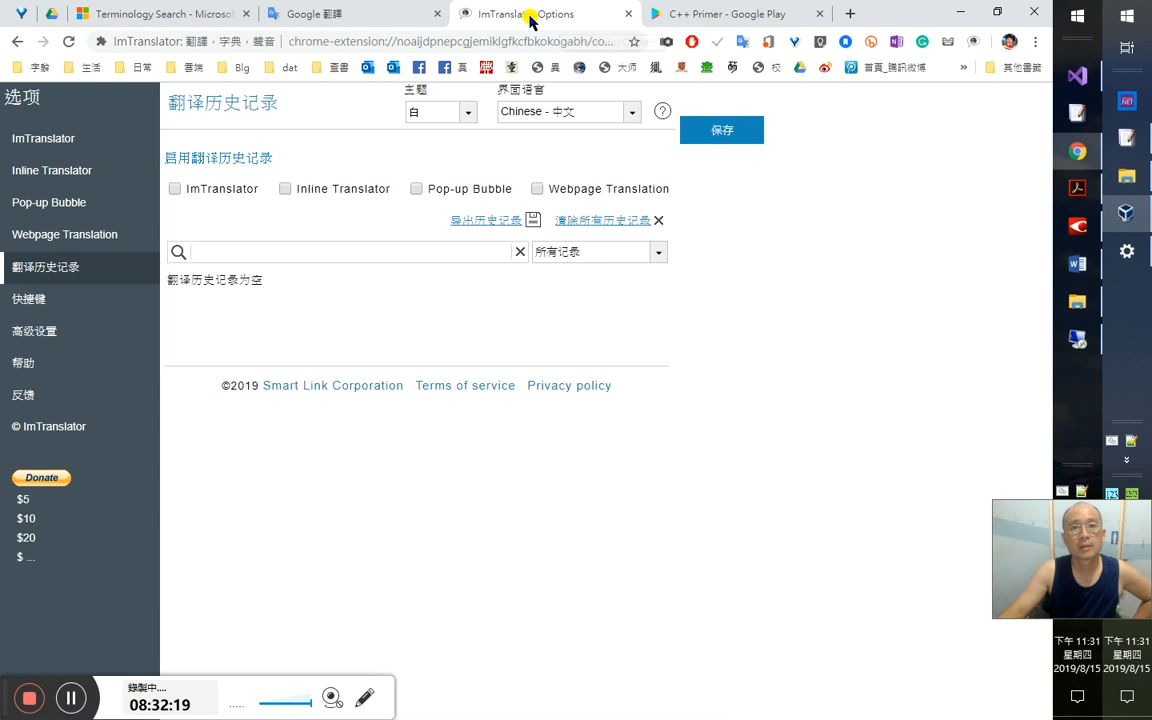 Terminology Search - Microsof
Google 翻譯
ImTransla Options
C++ Primer - Google Play
ImTranslator: 翻譯，字典，聲音
chrome-extension://noaijdpnepcgjemiklgfkcfbkokogabh/co...
字辭
生活
日常
雲端
Blg
dat
查書
真
異
大师
校
首頁_騰訊微博
»
其他書籤
选项
ImTranslator
Inline Translator
Pop-up Bubble
Webpage Translation
翻译历史记录
快捷键
高级设置
帮助
反馈
© ImTranslator
Donate
$5
$10
$20
$ ...
翻译历史记录
主题
白
界面语言
Chinese - 中文
?
保存
启用翻译历史记录
ImTranslator
Inline Translator
Pop-up Bubble
Webpage Translation
导出历史记录
清除所有历史记录
所有记录
翻译历史记录为空
©2019 Smart Link Corporation Terms of service Privacy policy
下午 11:31
星期四
2019/8/15
下午 11:31
星期四
2019/8/15
錄製中....
08:32:19